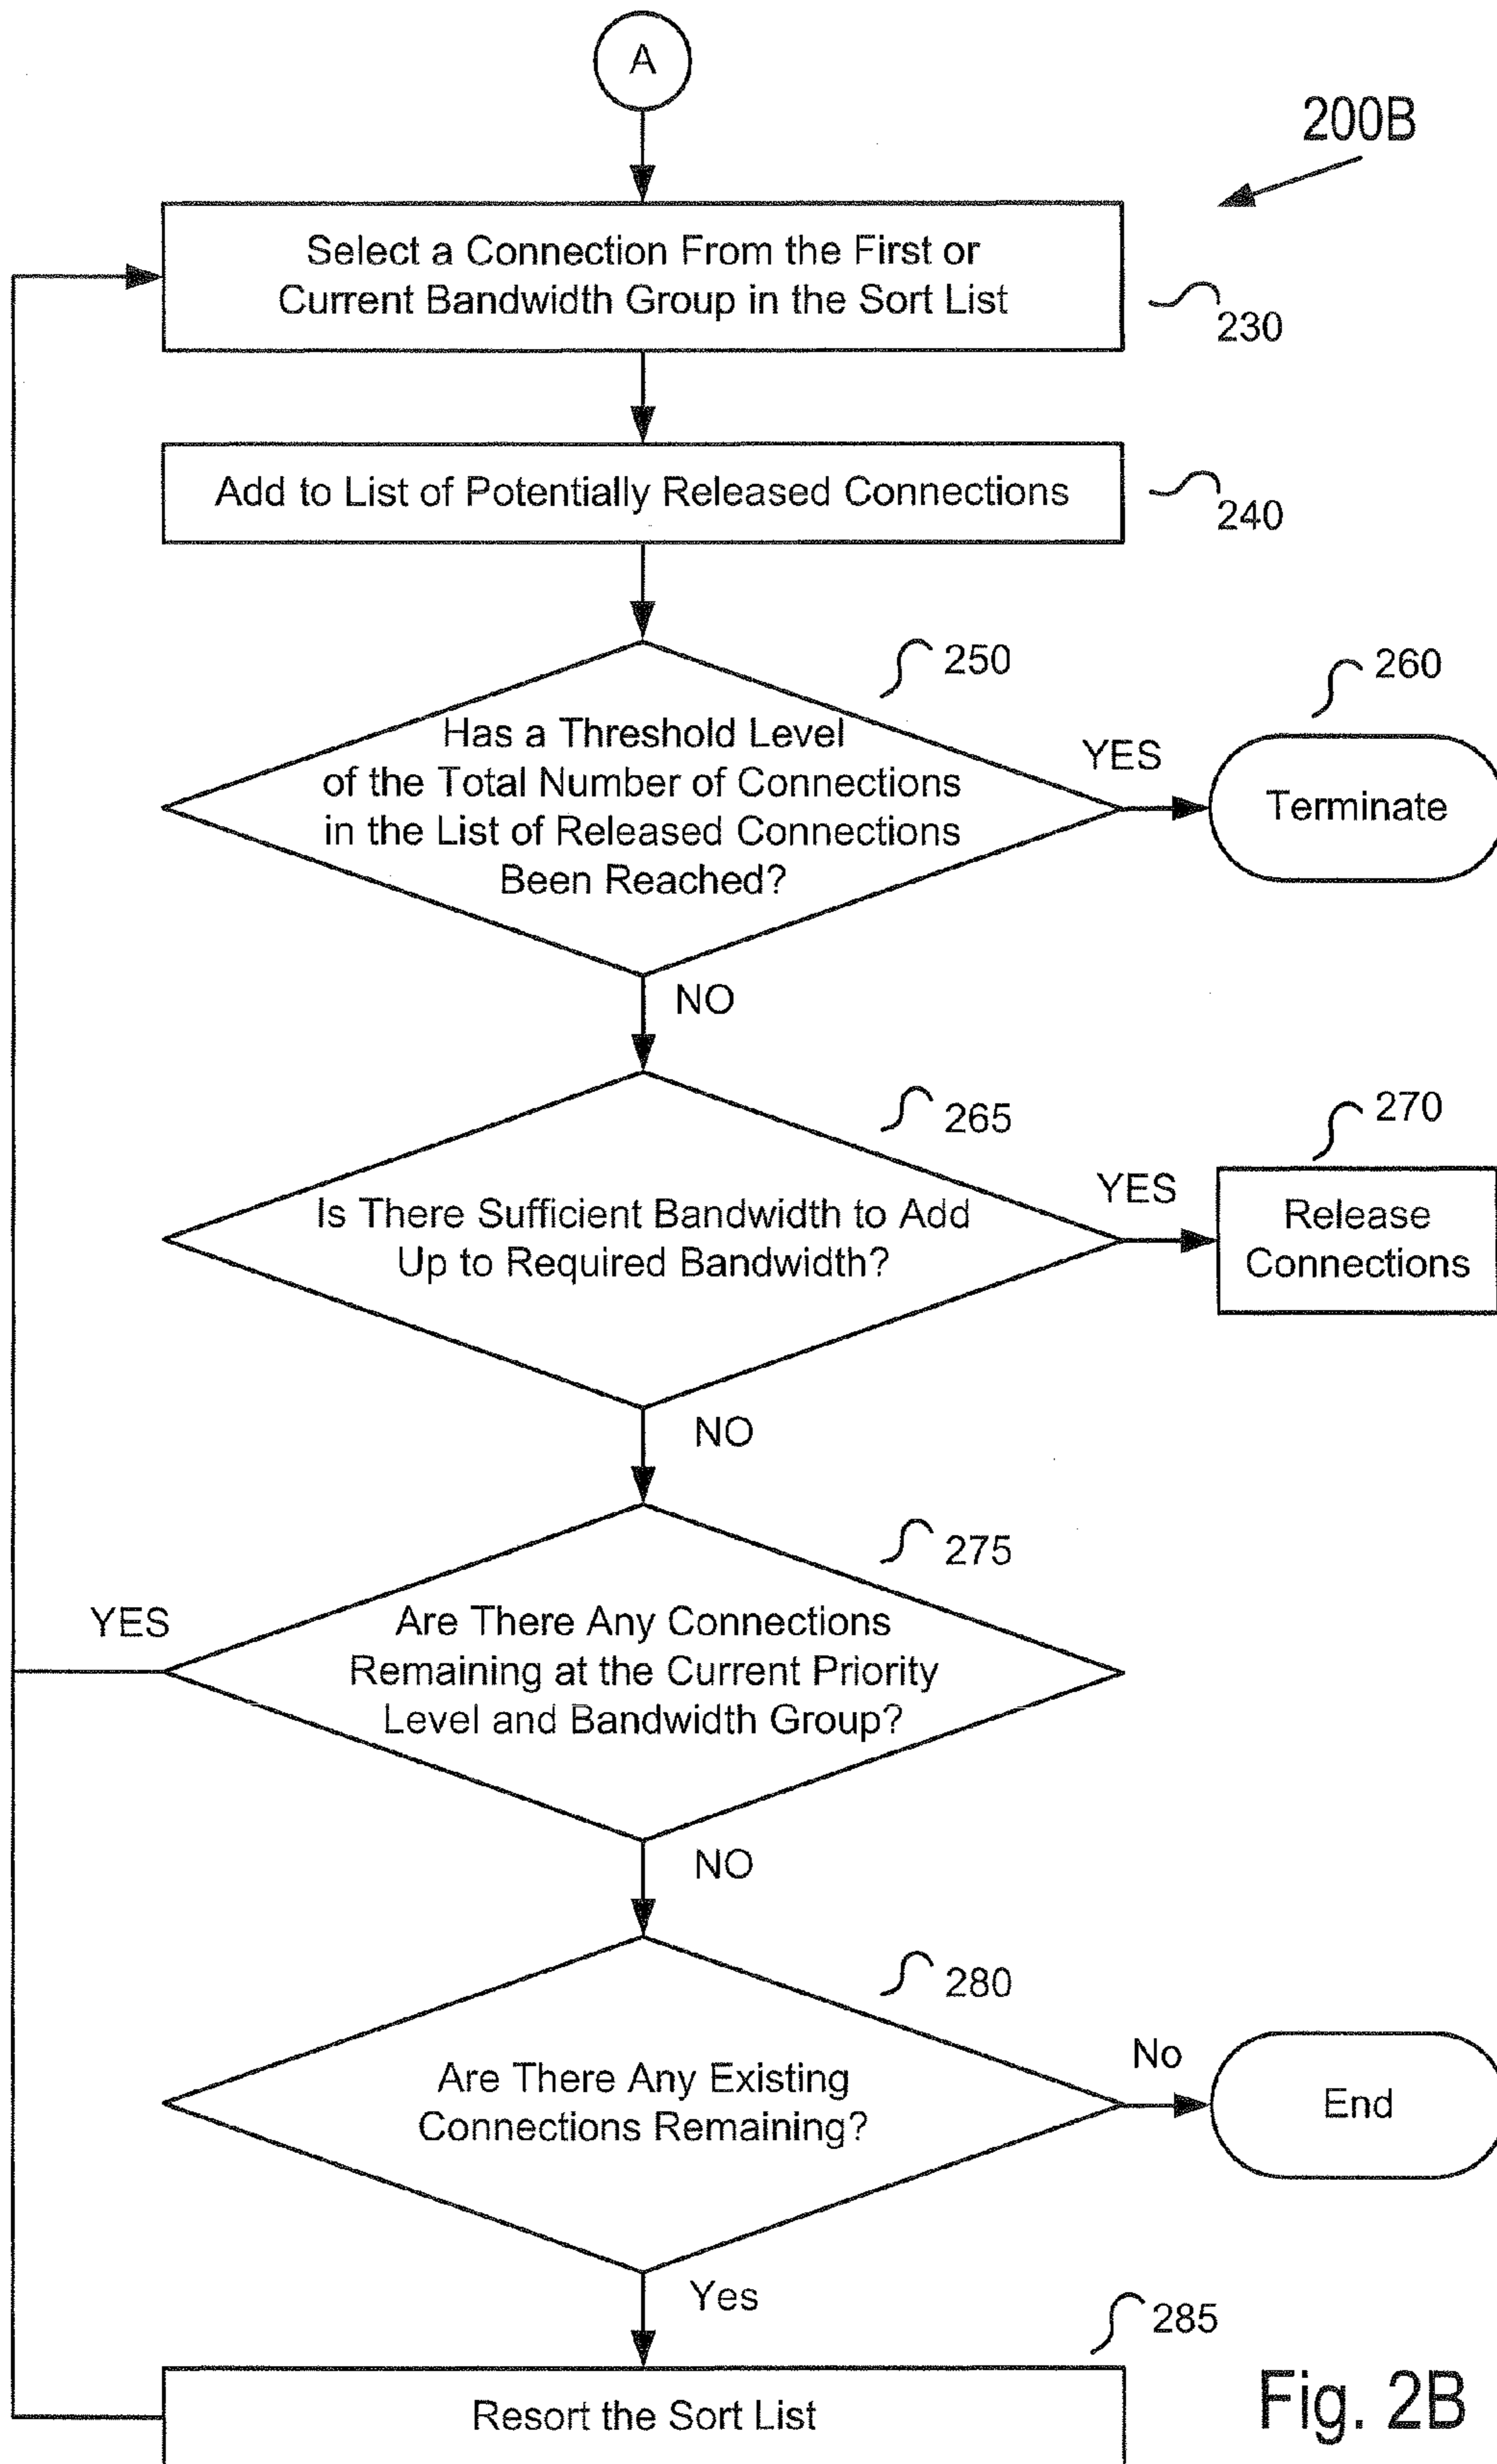 A
200B
Select a Connection From the First or
Current Bandwidth Group in the Sort List
230
Add to List of Potentially Released Connections
240
250
Has a Threshold Level
of the Total Number of Connections
in the List of Released Connections
Been Reached?
YES
260
Terminate
NO
265
Is There Sufficient Bandwidth to Add
Up to Required Bandwidth?
YES
270
Release
Connections
NO
275
YES
Are There Any Connections
Remaining at the Current Priority
Level and Bandwidth Group?
NO
280
Are There Any Existing
Connections Remaining?
No
End
Yes
285
Resort the Sort List
Fig. 2B